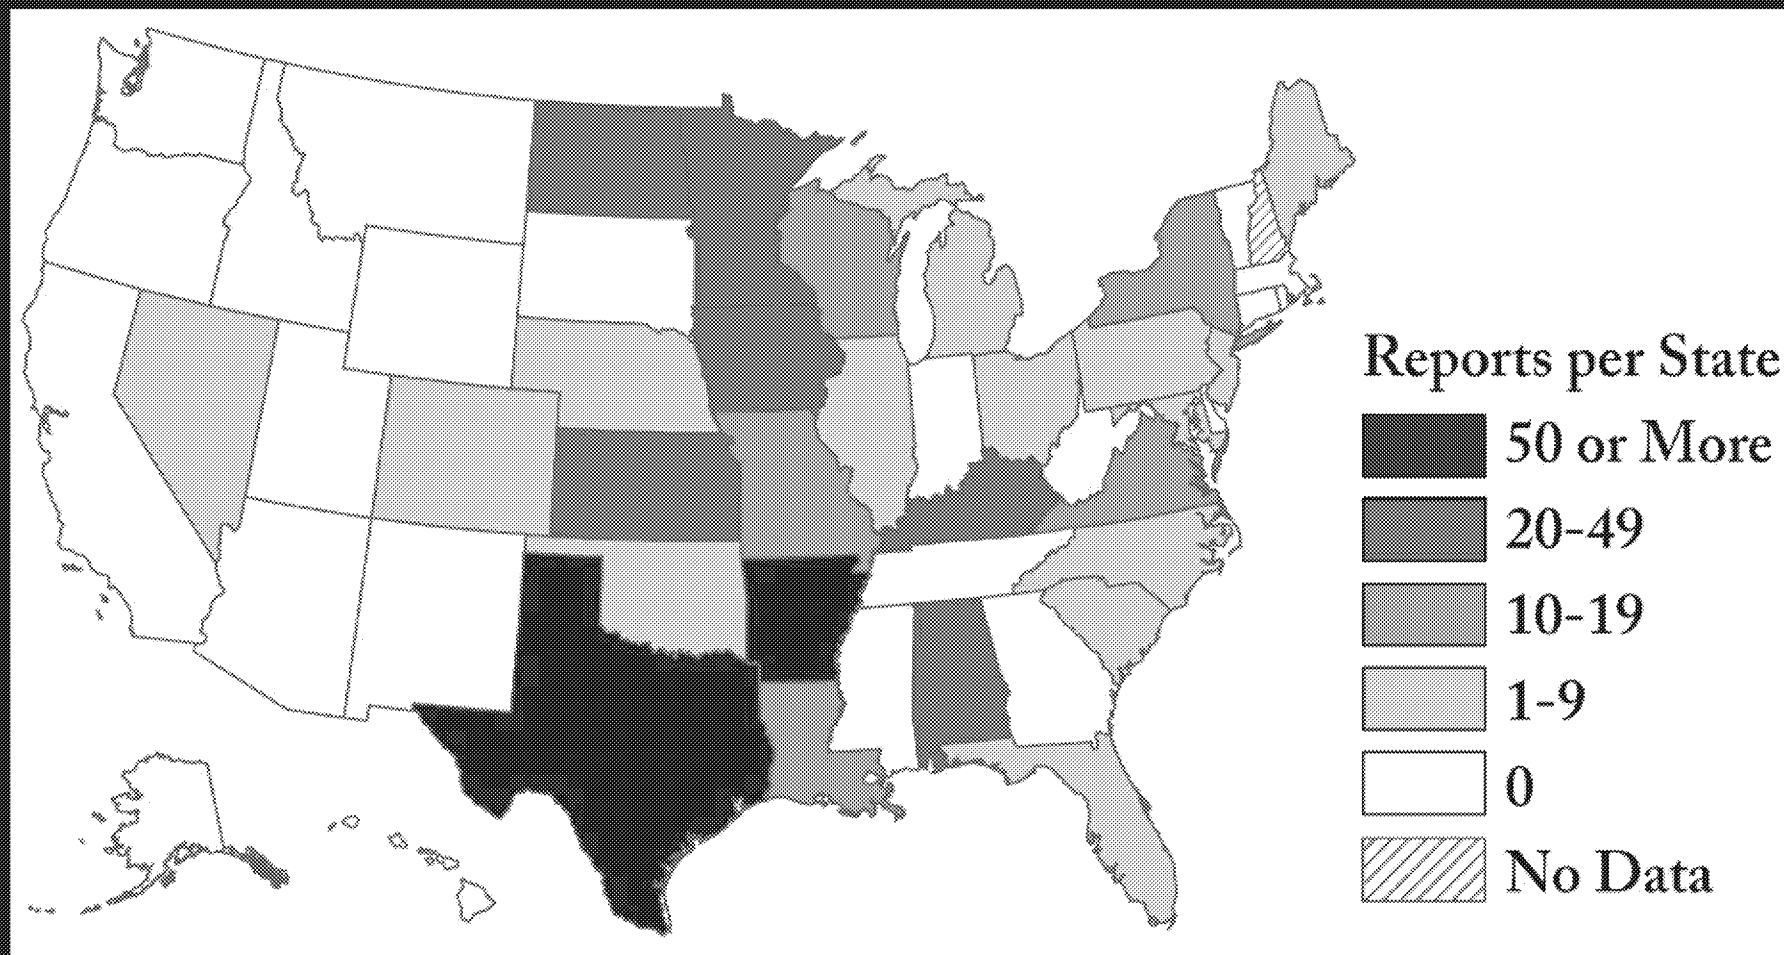 Reports per State
50 or More
20-49
10-19
1-9
0
No Data